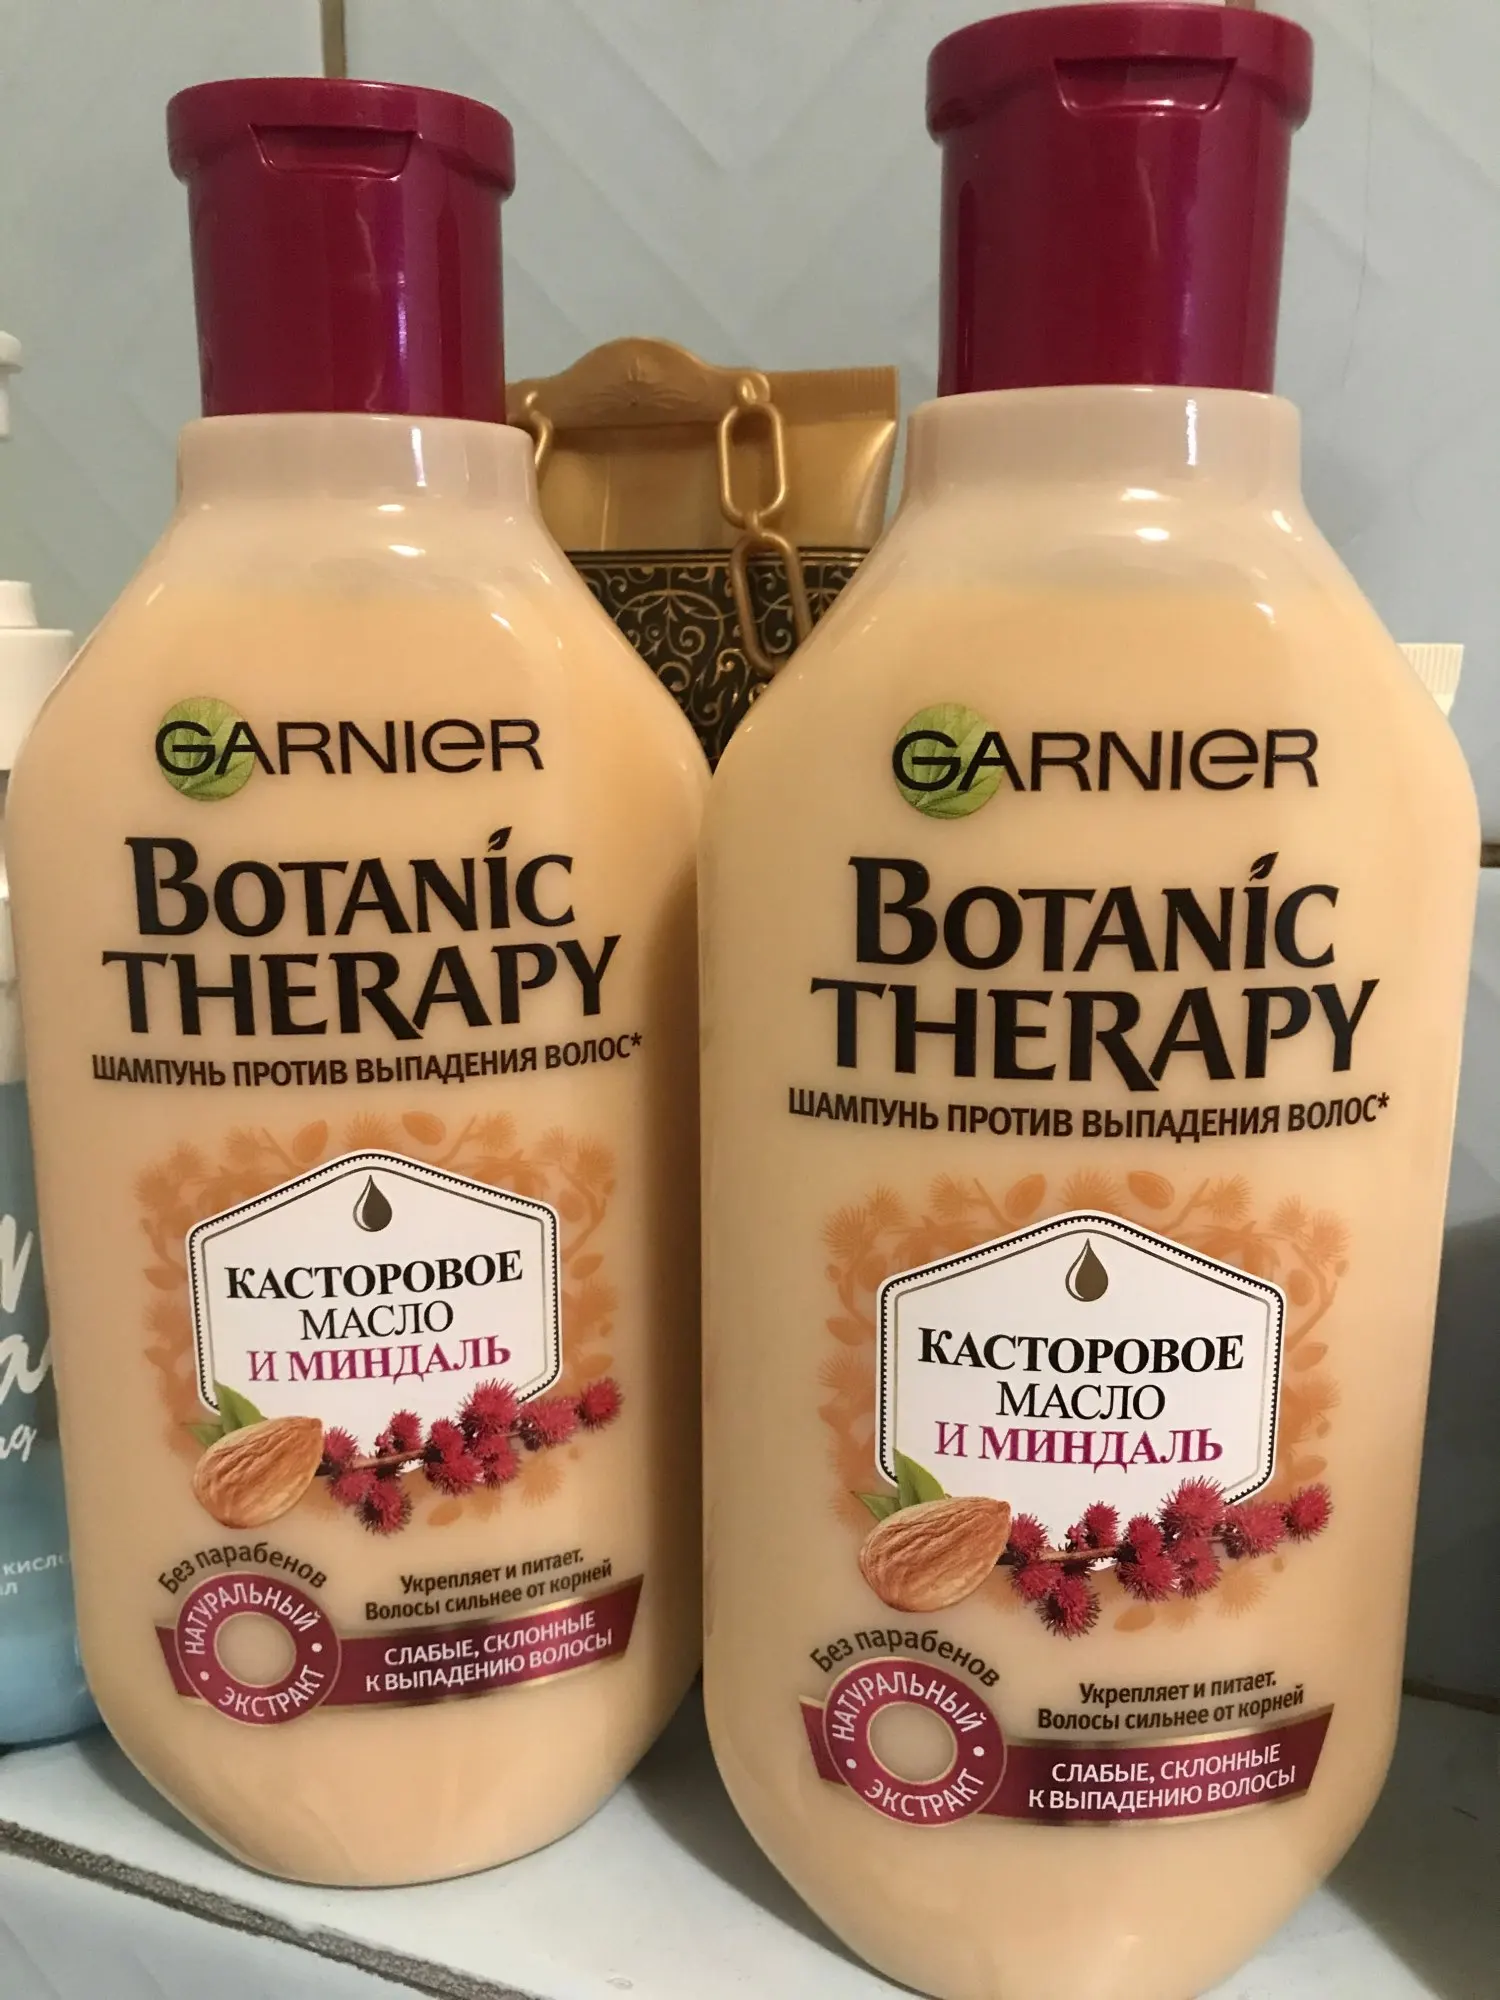 GARNIER
BOTANIC
THERAPY
ШАМПУНЬ ПРОТИВ ВЫПАДЕНИЯ ВОЛОС*
КАСТОРОВОЕ
МАСЛО
И МИНДАЛЬ
Без парабенов
НАТУРАЛЬНЫЙ
ЭКСТРАКТ
Укрепляет и питает.
Волосы сильнее от корней
СЛАБЫЕ, СКЛОННЫЕ
К ВЫПАДЕНИЮ ВОЛОСЫ
GARNIER
BOTANIC
THERAPY
ШАМПУНЬ ПРОТИВ ВЫПАДЕНИЯ ВОЛОС*
КАСТОРОВОЕ
МАСЛО
И МИНДАЛЬ
Без парабенов
НАТУРАЛЬНЫЙ
ЭКСТРАКТ
Укрепляет и питает.
Волосы сильнее от корней
СЛАБЫЕ, СКЛОННЫЕ
К ВЫПАДЕНИЮ ВОЛОСЫ